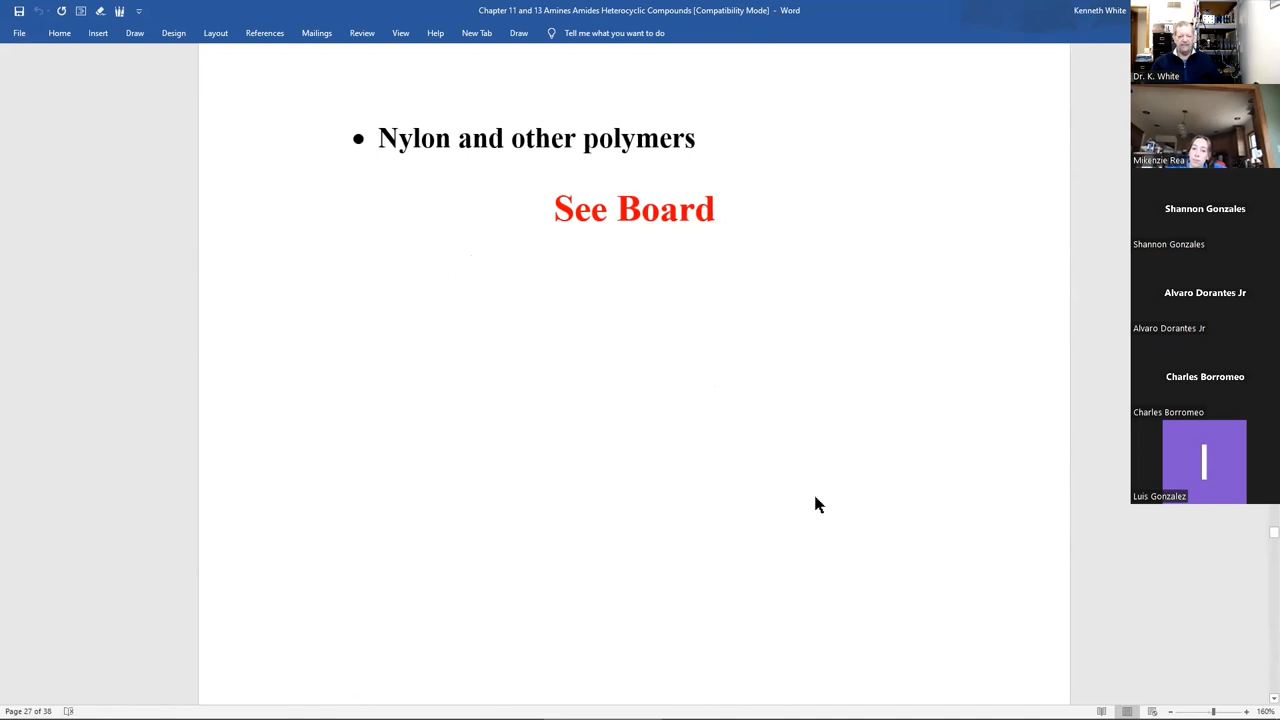 Chapter 11 and 13 Amines Amides Heterocyclic Compounds [Compatibility Mode] - Word
Kenneth White
File Home Insert Draw Design Layout References Mailings Review View Help New Tab Draw Tell me what you want to do
• Nylon and other polymers
See Board
Dr. K. White
Mikenzie Rea
Shannon Gonzales
Shannon Gonzales
Alvaro Dorantes Jr
Alvaro Dorantes Jr
Charles Borromeo
Charles Borromeo
l
Luis Gonzalez
Page 27 of 38
160%